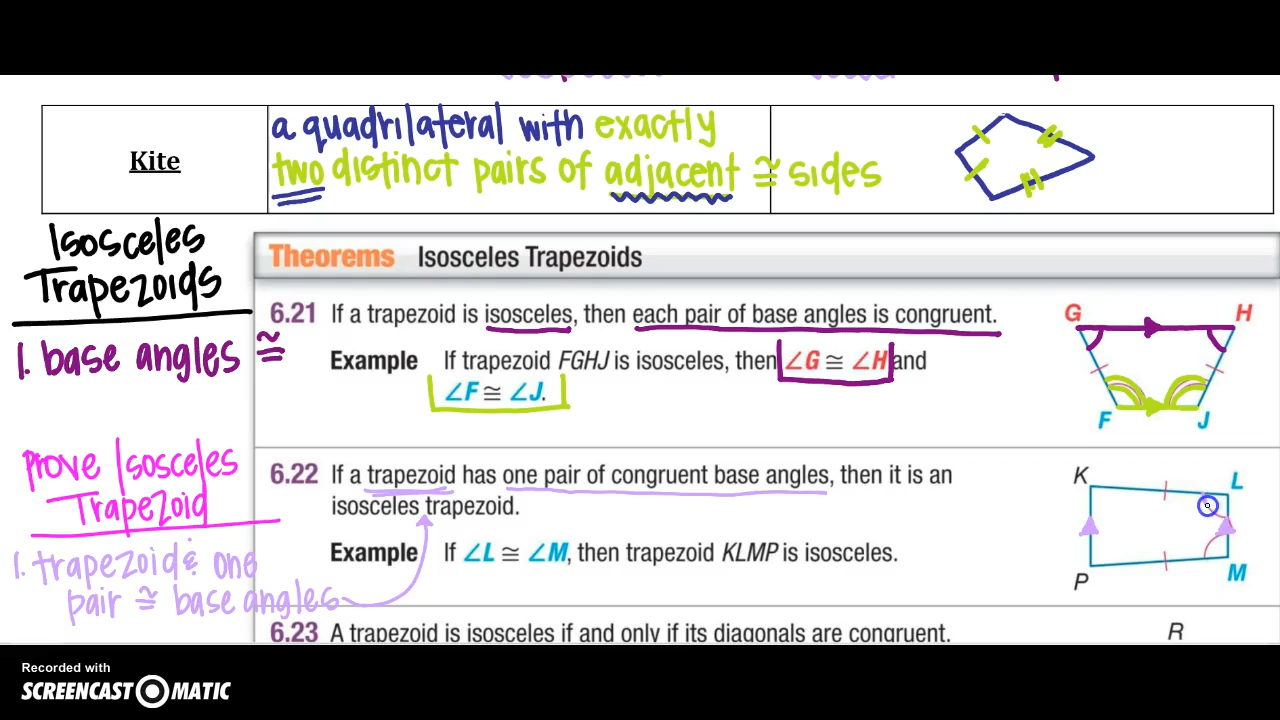 Kite
a quadrilateral with exactly
two distinct pairs of adjacent ≅ sides
Isosceles
Trapezoids
1. base angles ≅
Theorems Isosceles Trapezoids
6.21 If a trapezoid is isosceles, then each pair of base angles is congruent.
Example If trapezoid FGHJ is isosceles, then ∠G ≅ ∠H and
∠F ≅ ∠J.
G H
F J
prove Isosceles
Trapezoid
1. trapezoid & one
pair ≅ base angles
6.22 If a trapezoid has one pair of congruent base angles, then it is an
isosceles trapezoid.
Example If ∠L ≅ ∠M, then trapezoid KLMP is isosceles.
K L
P M
6.23 A trapezoid is isosceles if and only if its diagonals are congruent.
R
Recorded with
SCREENCAST MATIC